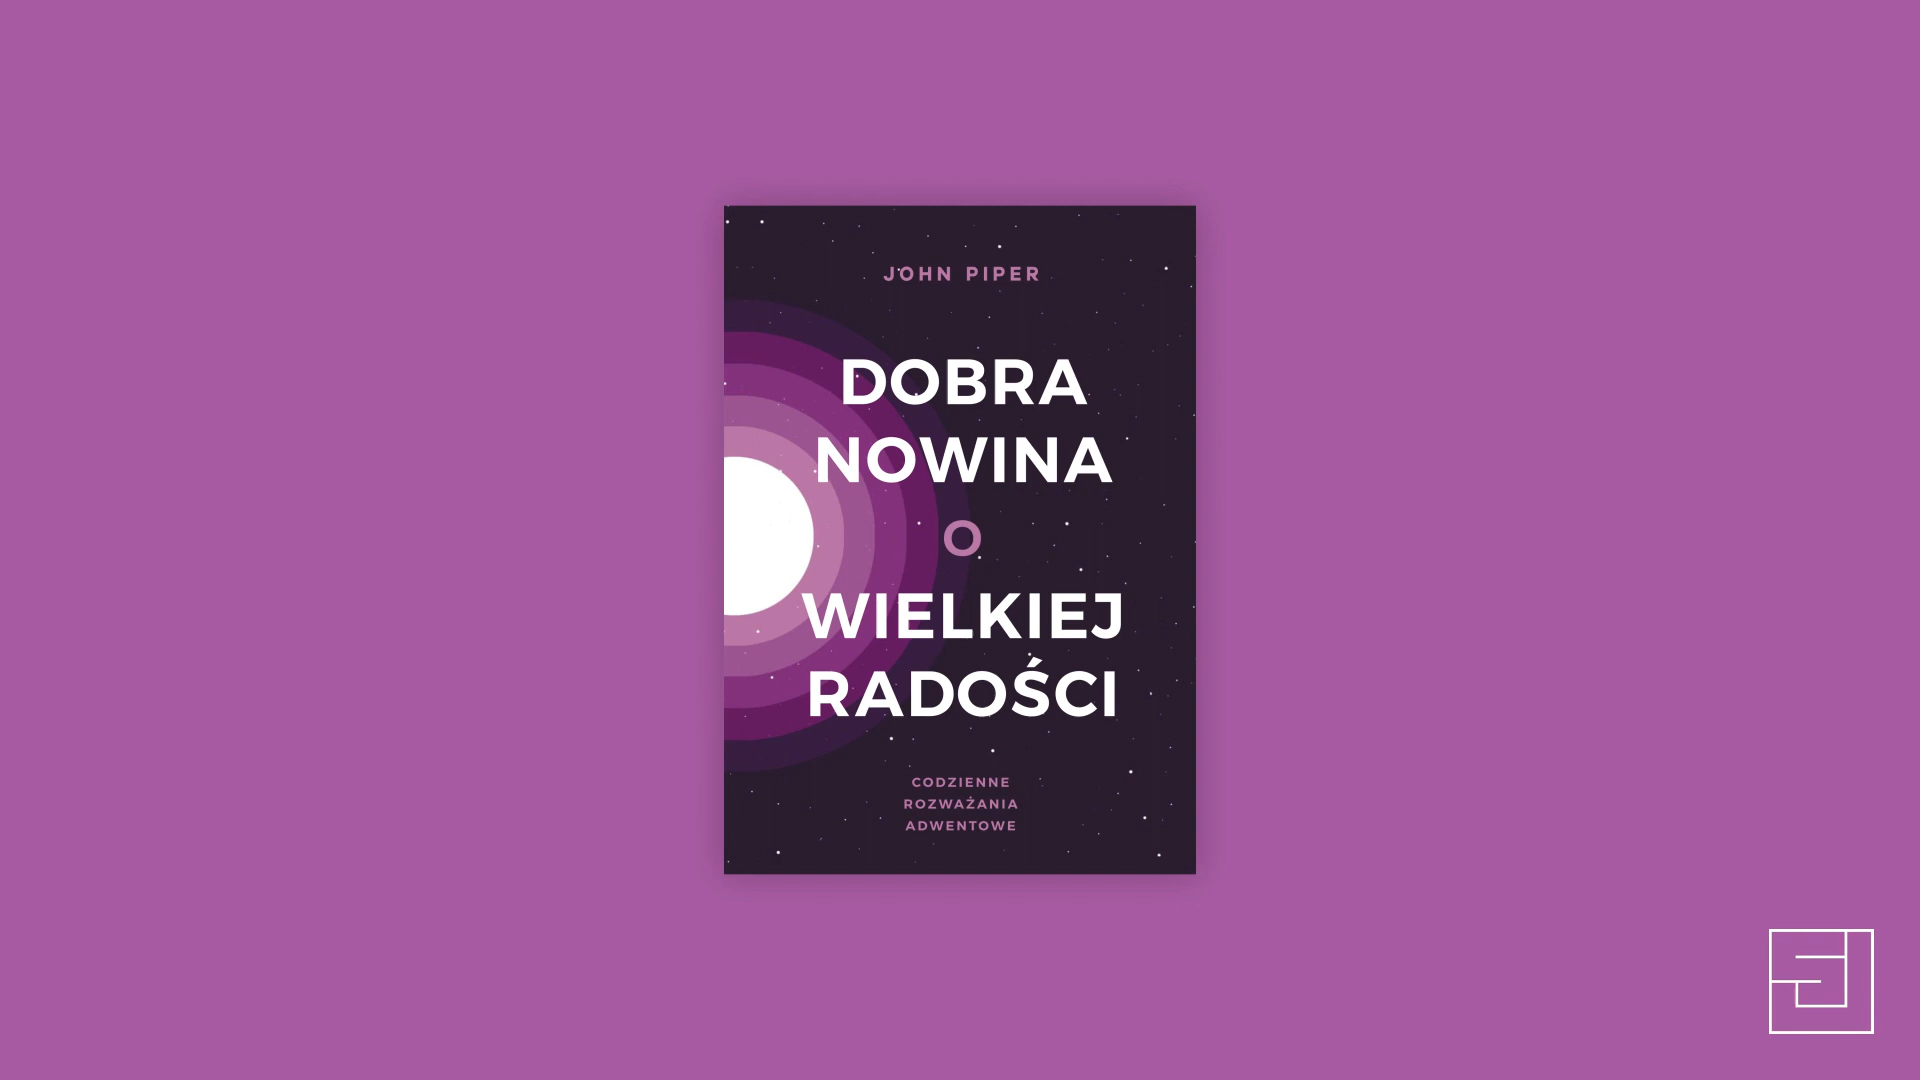 JOHN PIPER
DOBRA
NOWINA
O
WIELKIEJ
RADOŚCI
CODZIENNE
ROZWAŻANIA
ADWENTOWE